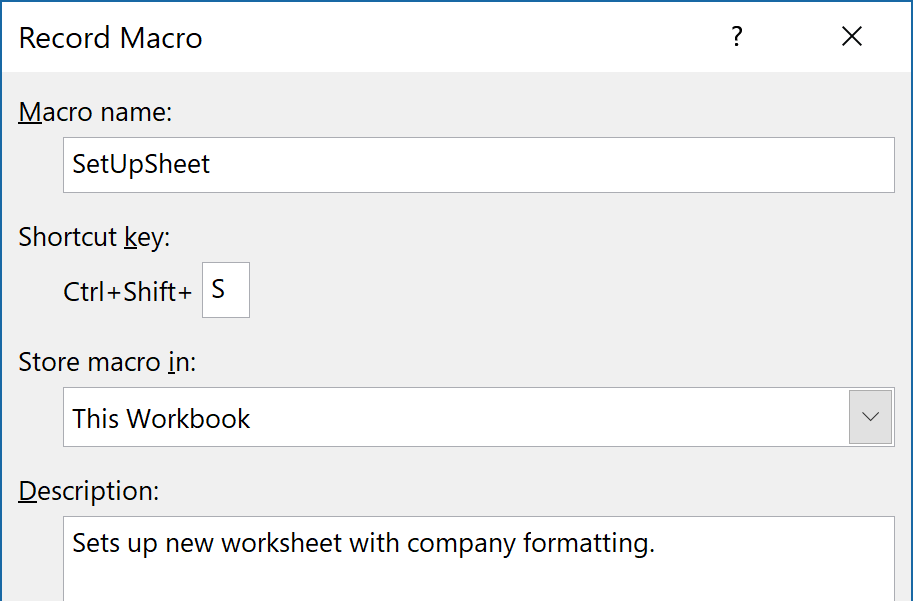 Record Macro ?
Macro name:
SetUpSheet
Shortcut key:
Ctrl+Shift+ S
Store macro in:
This Workbook
Description:
Sets up new worksheet with company formatting.